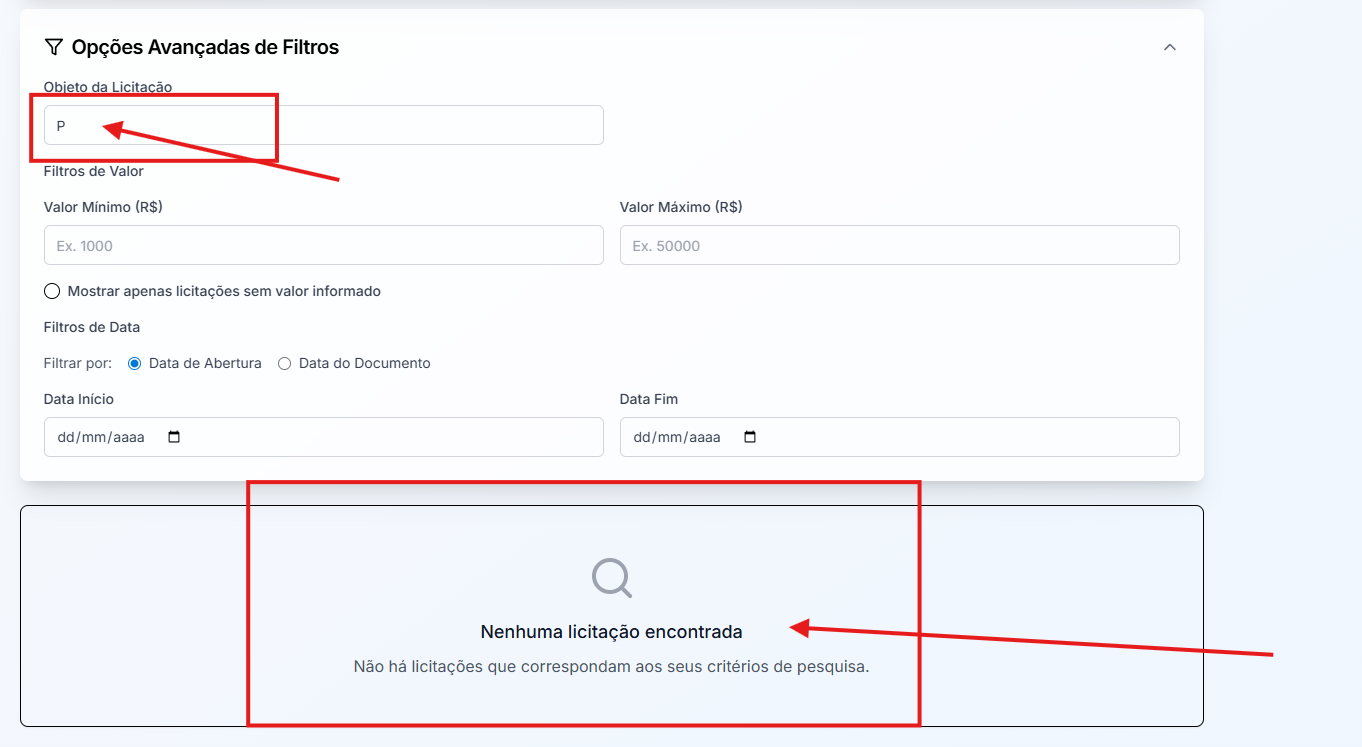 Opções Avançadas de Filtros
Objeto da Licitação
P
Filtros de Valor
Valor Mínimo (R$) Valor Máximo (R$)
Ex. 1000 Ex. 50000
Mostrar apenas licitações sem valor informado
Filtros de Data
Filtrar por: Data de Abertura Data do Documento
Data Início Data Fim
dd/mm/aaaa dd/mm/aaaa
Nenhuma licitação encontrada
Não há licitações que correspondam aos seus critérios de pesquisa.